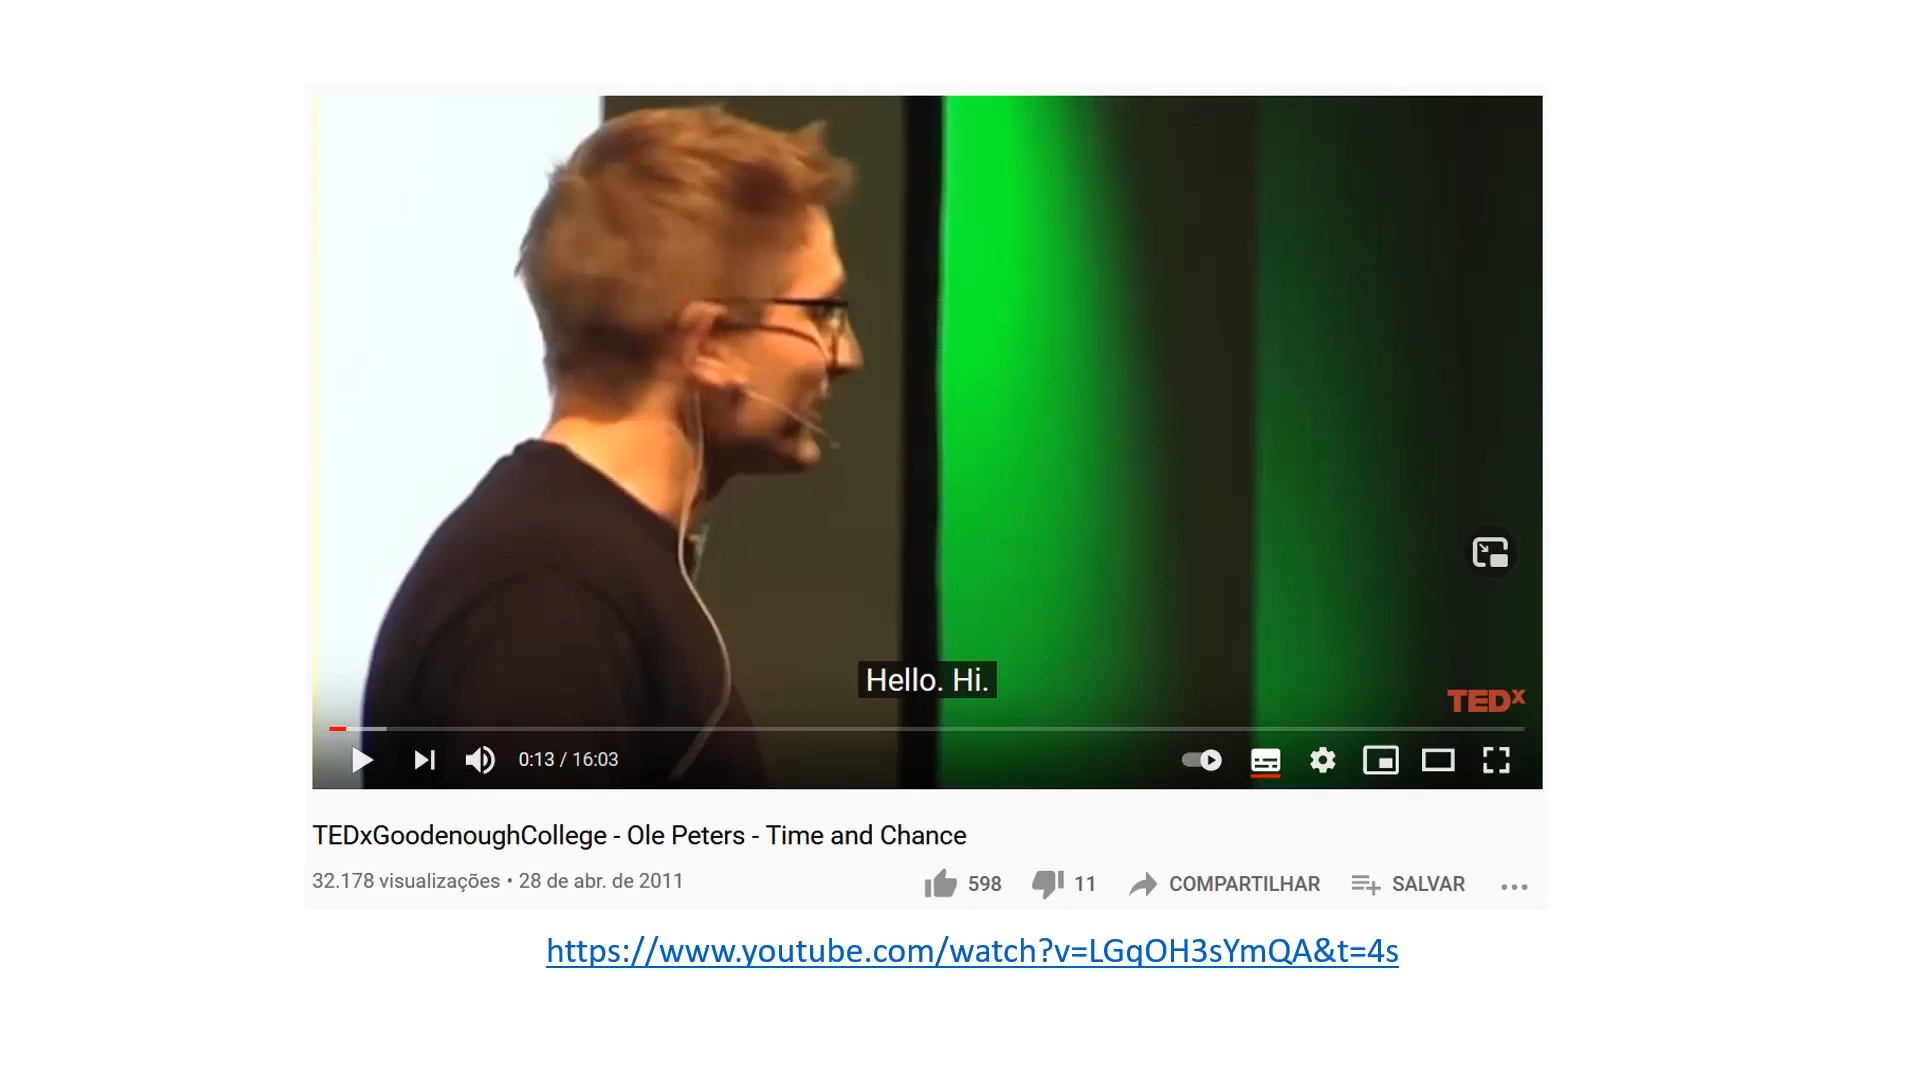 Hello. Hi.
TEDx
0:13 / 16:03
TEDxGoodenoughCollege - Ole Peters - Time and Chance
32.178 visualizações • 28 de abr. de 2011
598
11
COMPARTILHAR
SALVAR
https://www.youtube.com/watch?v=LGqOH3sYmQA&t=4s